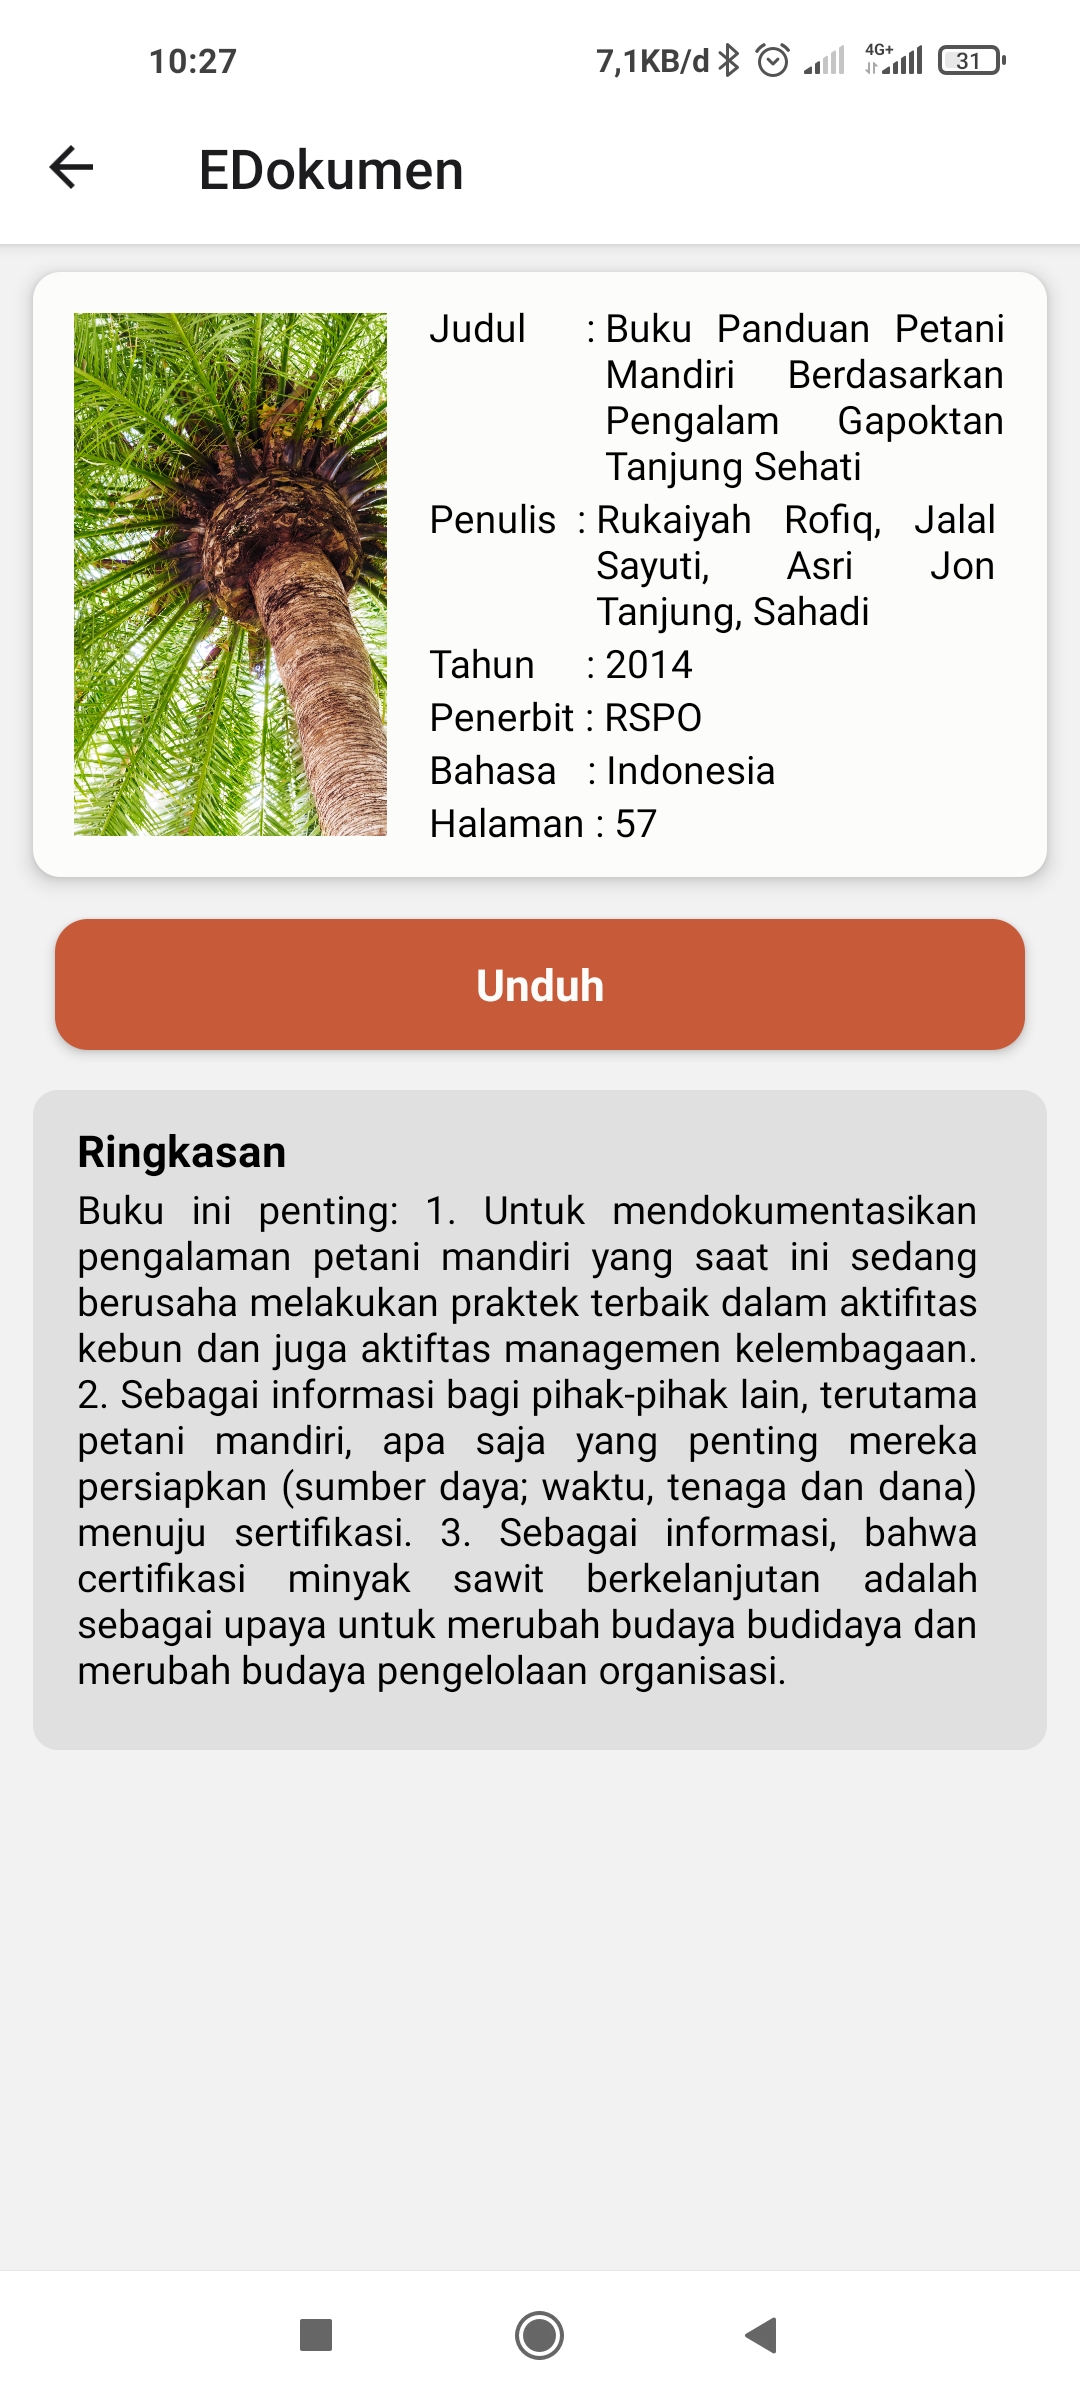 10:27
7,1KB/d
4G+
31
EDokumen
Judul : Buku Panduan Petani
Mandiri Berdasarkan
Pengalam Gapoktan
Tanjung Sehati
Penulis : Rukaiyah Rofiq, Jalal
Sayuti, Asri Jon
Tanjung, Sahadi
Tahun : 2014
Penerbit : RSPO
Bahasa : Indonesia
Halaman : 57
Unduh
Ringkasan
Buku ini penting: 1. Untuk mendokumentasikan
pengalaman petani mandiri yang saat ini sedang
berusaha melakukan praktek terbaik dalam aktifitas
kebun dan juga aktiftas managemen kelembagaan.
2. Sebagai informasi bagi pihak-pihak lain, terutama
petani mandiri, apa saja yang penting mereka
persiapkan (sumber daya; waktu, tenaga dan dana)
menuju sertifikasi. 3. Sebagai informasi, bahwa
certifikasi minyak sawit berkelanjutan adalah
sebagai upaya untuk merubah budaya budidaya dan
merubah budaya pengelolaan organisasi.